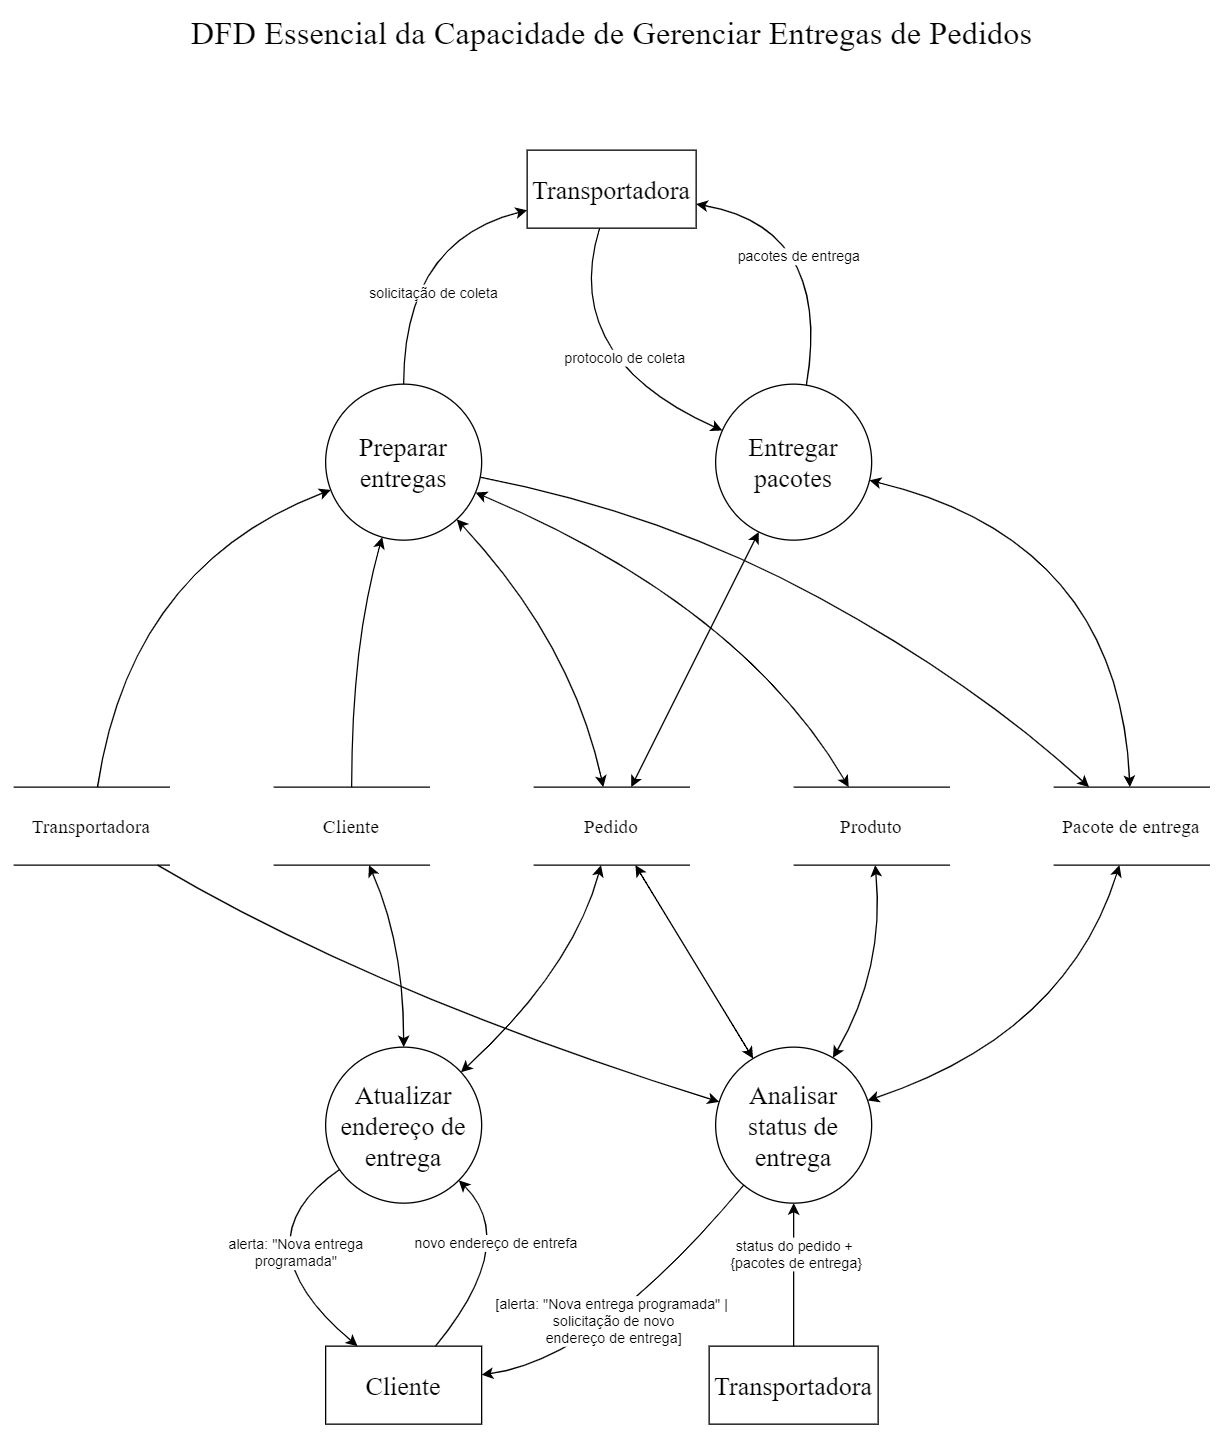 DFD Essencial da Capacidade de Gerenciar Entregas de Pedidos
Transportadora
pacotes de entrega
solicitação de coleta
protocolo de coleta
Preparar
entregas
Entregar
pacotes
Transportadora
Cliente
Pedido
Produto
Pacote de entrega
Atualizar
endereço de
entrega
Analisar
status de
entrega
alerta: "Nova entrega
programada"
novo endereço de entrefa
status do pedido +
{pacotes de entrega}
[alerta: "Nova entrega programada" |
solicitação de novo
endereço de entrega]
Cliente
Transportadora